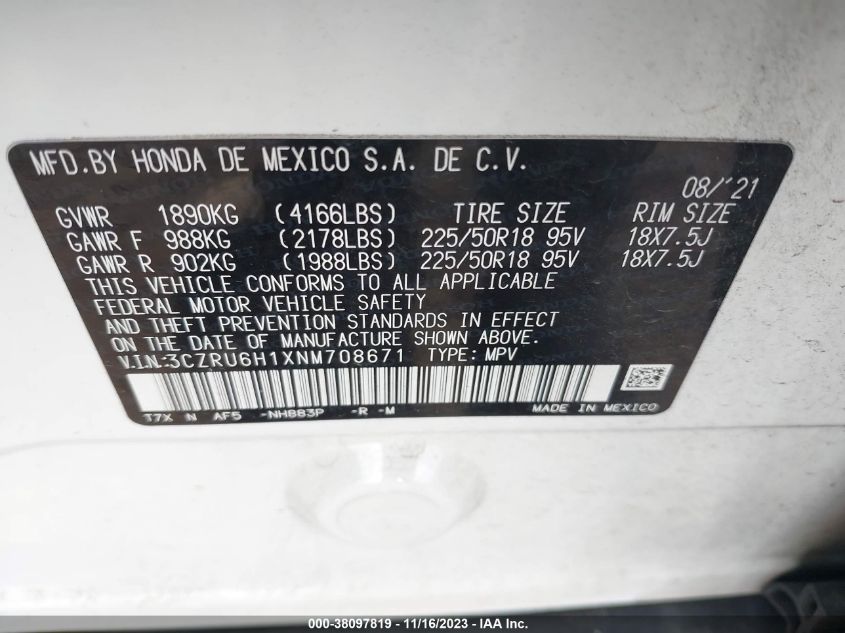 MFD.BY HONDA DE MEXICO S.A. DE C.V.
08/'21
GVWR 1890KG (4166LBS) TIRE SIZE RIM SIZE
GAWR F 988KG (2178LBS) 225/50R18 95V 18X7.5J
GAWR R 902KG (1988LBS) 225/50R18 95V 18X7.5J
THIS VEHICLE CONFORMS TO ALL APPLICABLE
FEDERAL MOTOR VEHICLE SAFETY
AND THEFT PREVENTION STANDARDS IN EFFECT
ON THE DATE OF MANUFACTURE SHOWN ABOVE.
V.I.N:3CZRU6H1XNM708671 TYPE: MPV
T7X N AF5 -NH883P -R -M MADE IN MEXICO
000-38097819 - 11/16/2023 - IAA Inc.